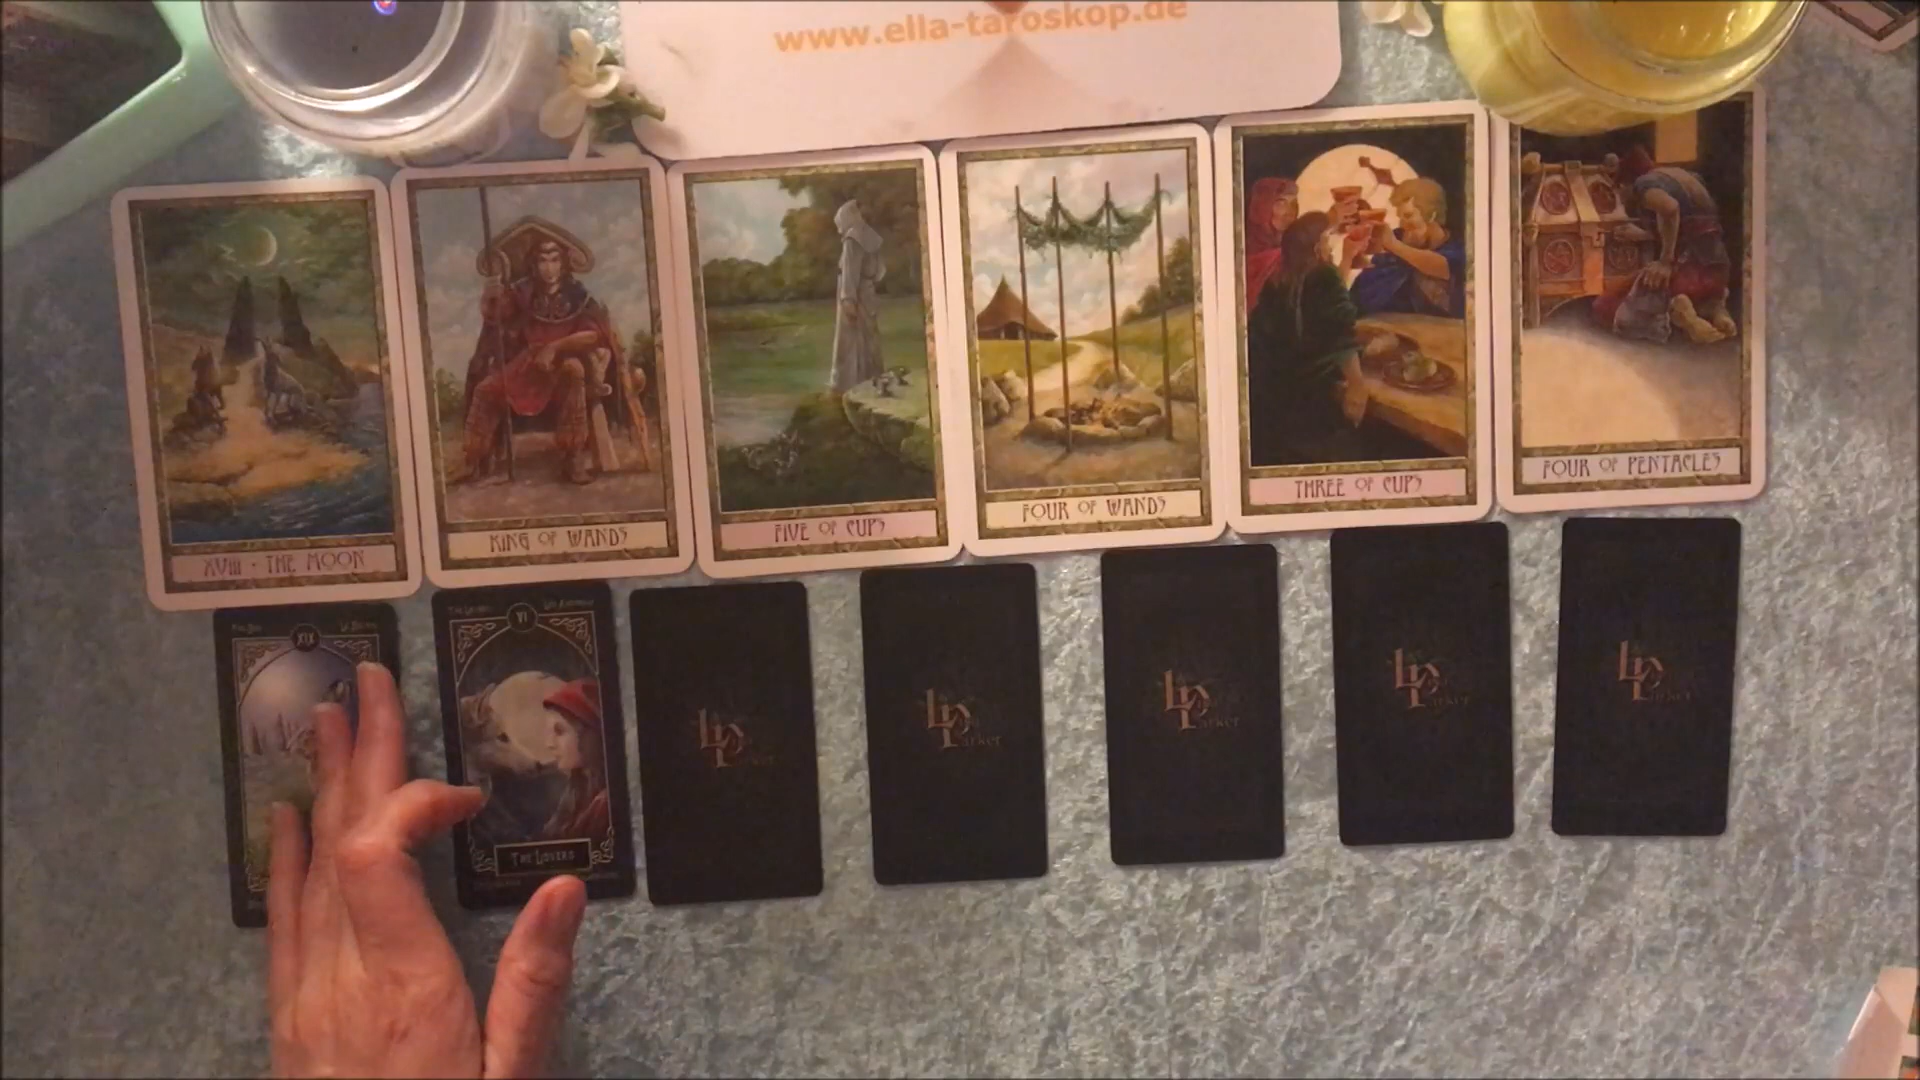 www.ella-taroskop.de
XVIII • THE MOON
KING OF WANDS
FIVE OF CUPS
FOUR OF WANDS
THREE OF CUPS
FOUR OF PENTACLES
XIX
VI
THE LOVERS